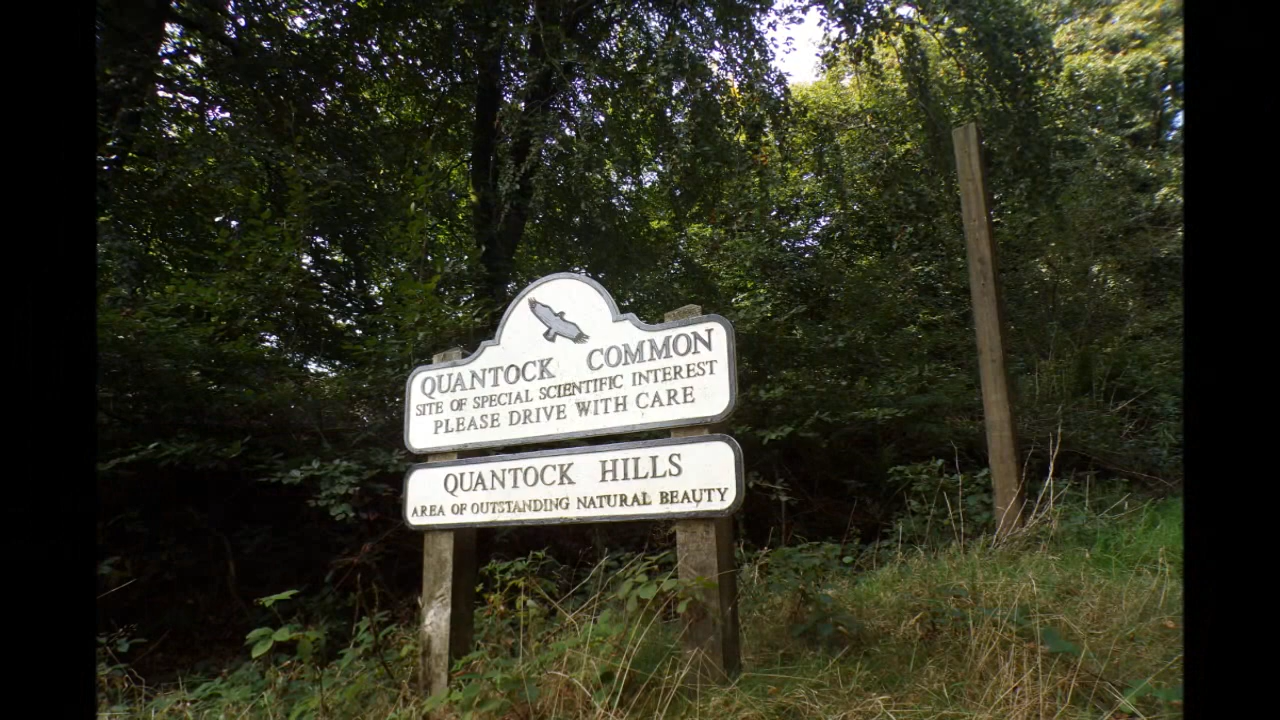 QUANTOCK COMMON
SITE OF SPECIAL SCIENTIFIC INTEREST
PLEASE DRIVE WITH CARE
QUANTOCK HILLS
AREA OF OUTSTANDING NATURAL BEAUTY